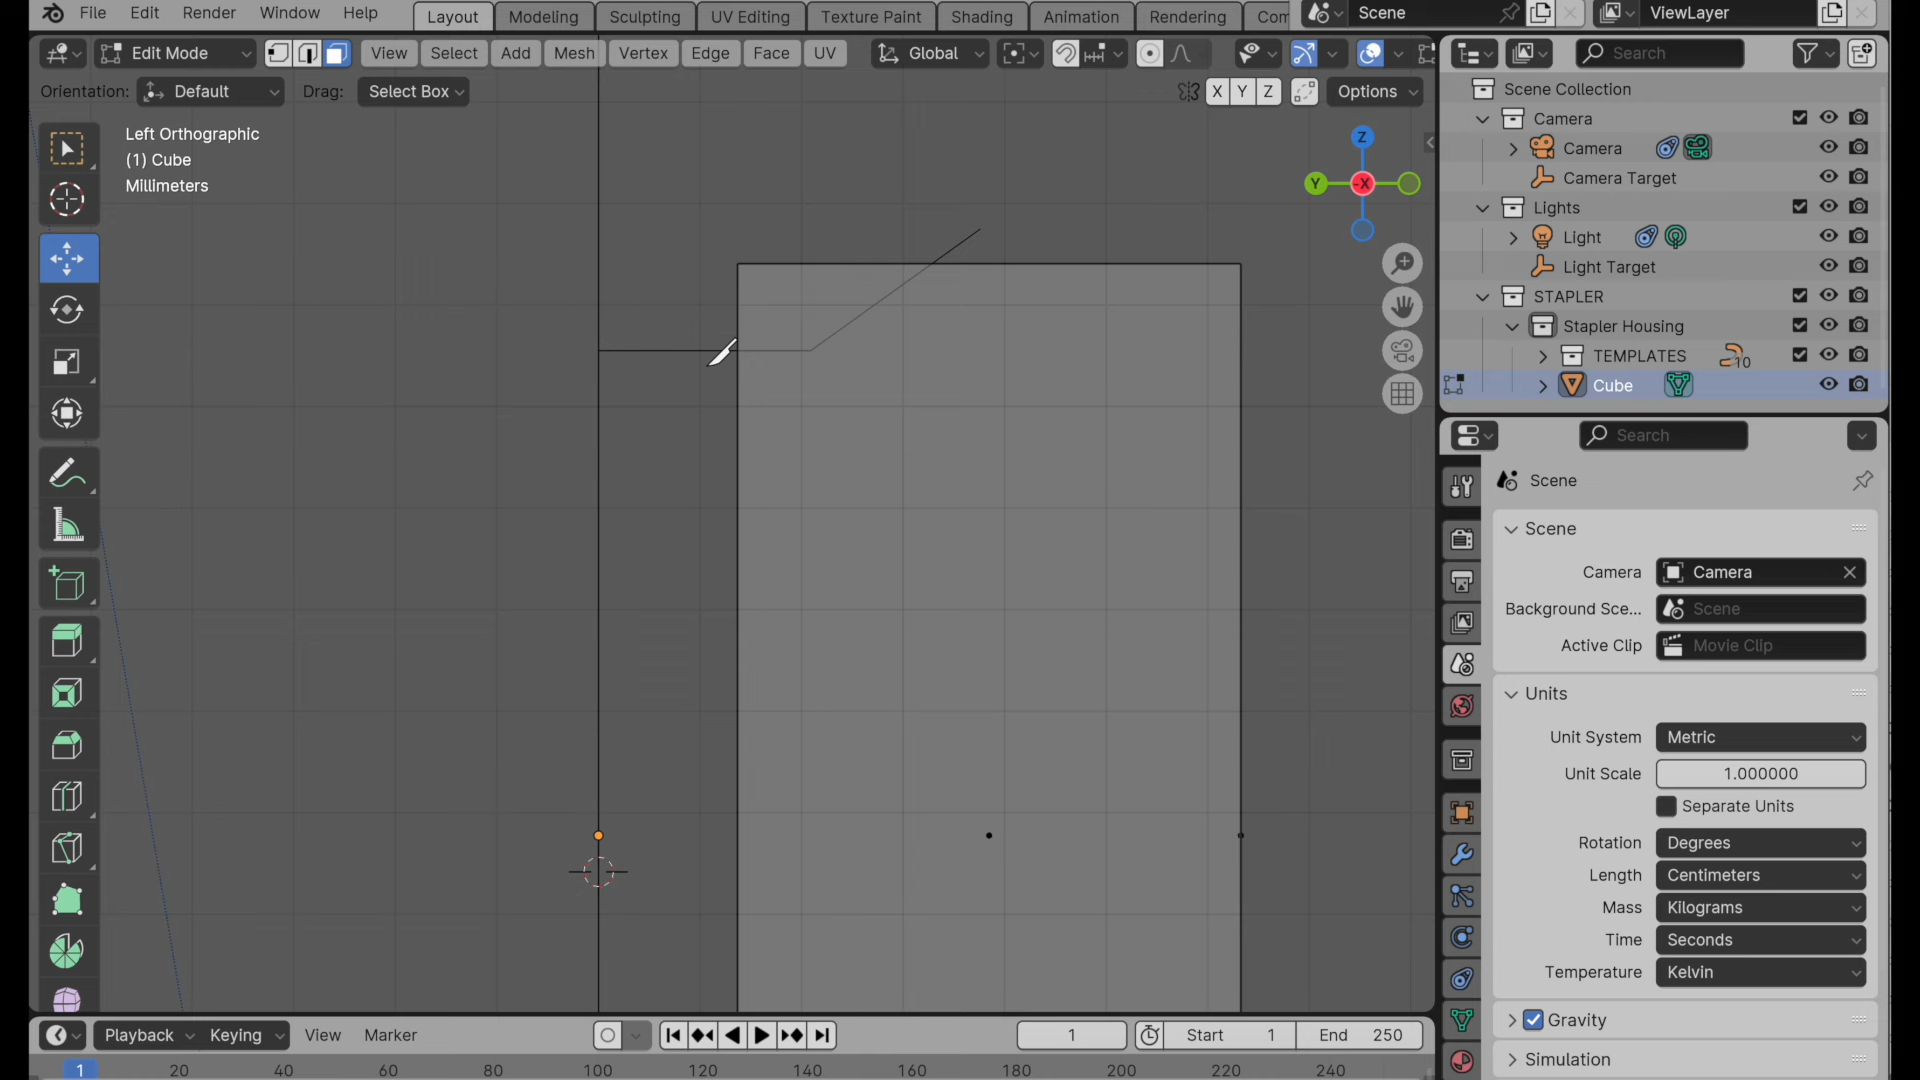 File Edit Render Window Help Layout Modeling Sculpting UV Editing Texture Paint Shading Animation Rendering Scene ViewLayer
Edit Mode View Select Add Mesh Vertex Edge Face UV Global
Orientation: Default Drag: Select Box X Y Z Options
Left Orthographic
(1) Cube
Millimeters
Z
Y -X
Search
Scene Collection
Camera
Camera
Camera Target
Lights
Light
Light Target
STAPLER
Stapler Housing
TEMPLATES 10
Cube
Search
Scene
Scene
Camera Camera
Background Sce... Scene
Active Clip Movie Clip
Units
Unit System Metric
Unit Scale 1.000000
Separate Units
Rotation Degrees
Length Centimeters
Mass Kilograms
Time Seconds
Temperature Kelvin
Gravity
Simulation
Playback Keying View Marker 1 Start 1 End 250
1 20 40 60 80 100 120 140 160 180 200 220 240